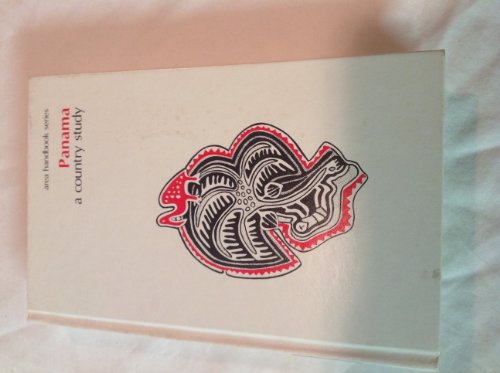 area handbook series
Panama
a country study